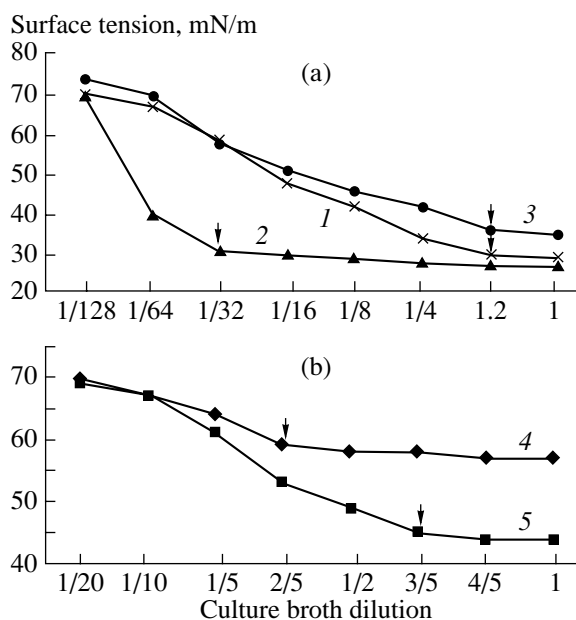 Surface tension, mN/m
80
(a)
70
60
50
40
1
3
2
30
20
1/128 1/64 1/32 1/16 1/8 1/4 1.2 1
(b)
70
60
4
50
5
40
1/20 1/10 1/5 2/5 1/2 3/5 4/5 1
Culture broth dilution